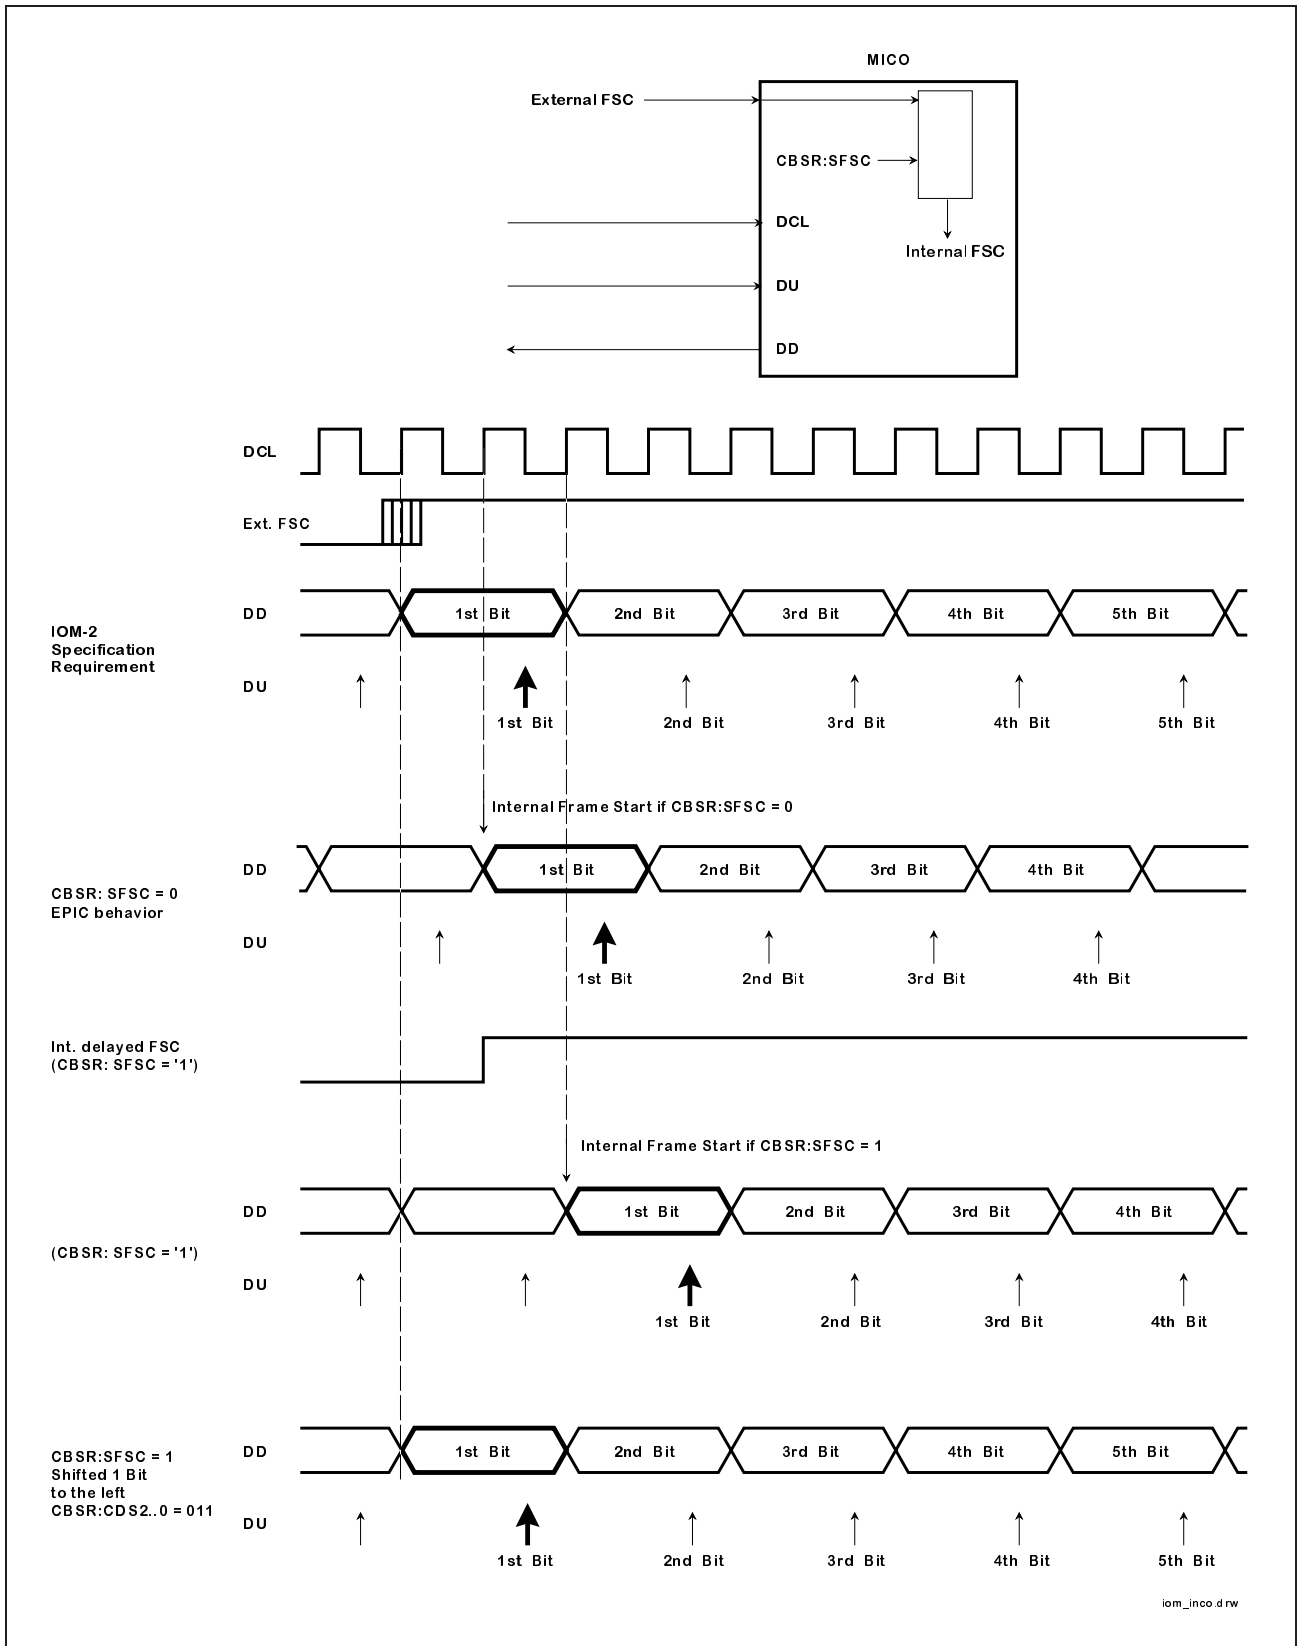 MICO
External FSC
CBSR:SFSC
DCL
Internal FSC
DU
DD
DCL
Ext. FSC
IOM-2
Specification
Requirement
DD
1st Bit
2nd Bit
3rd Bit
4th Bit
5th Bit
DU
1st Bit
2nd Bit
3rd Bit
4th Bit
5th Bit
Internal Frame Start if CBSR:SFSC = 0
CBSR: SFSC = 0
EPIC behavior
DD
1st Bit
2nd Bit
3rd Bit
4th Bit
DU
1st Bit
2nd Bit
3rd Bit
4th Bit
Int. delayed FSC
(CBSR: SFSC = '1')
Internal Frame Start if CBSR:SFSC = 1
(CBSR: SFSC = '1')
DD
1st Bit
2nd Bit
3rd Bit
4th Bit
DU
1st Bit
2nd Bit
3rd Bit
4th Bit
CBSR:SFSC = 1
Shifted 1 Bit
to the left
CBSR:CDS2..0 = 011
DD
1st Bit
2nd Bit
3rd Bit
4th Bit
5th Bit
DU
1st Bit
2nd Bit
3rd Bit
4th Bit
5th Bit
iom_inco.drw